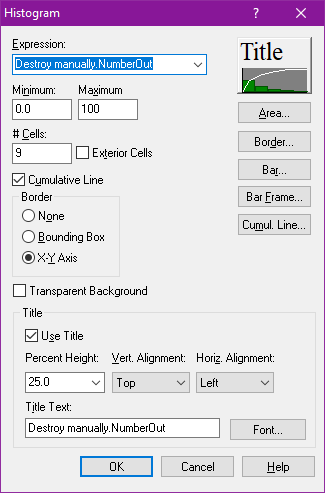 Histogram
Expression:
Destroy manually.NumberOut
Title
Minimum: Maximum
0.0 100
Area...
# Cells:
9 Exterior Cells
Border...
Bar...
Cumulative Line
Border
Bar Frame...
None
Cumul. Line...
Bounding Box
X-Y Axis
Transparent Background
Title
Use Title
Percent Height: Vert. Alignment: Horiz. Alignment:
25.0 Top Left
Title Text:
Destroy manually.NumberOut Font...
OK Cancel Help